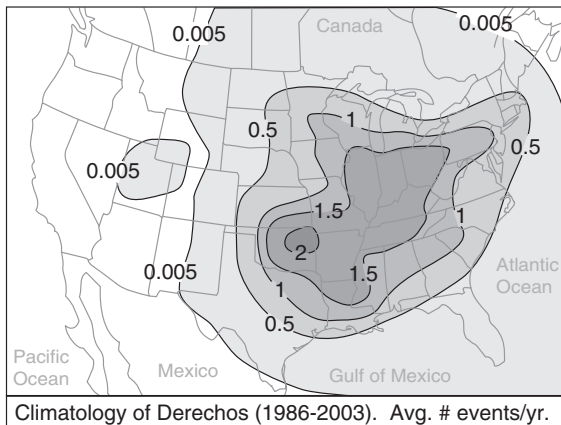 0.005
0.005
Canada
0.5
1
0.005
0.5
1.5
1
2
0.005
1.5
1
0.5
Atlantic
Ocean
Pacific
Ocean
Mexico
Gulf of Mexico
Climatology of Derechos (1986-2003). Avg. # events/yr.